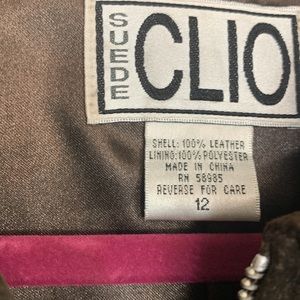 SUEDE
CLIO
SHELL: 100% LEATHER
LINING:100% POLYESTER
MADE IN CHINA
RN 58985
REVERSE FOR CARE
12